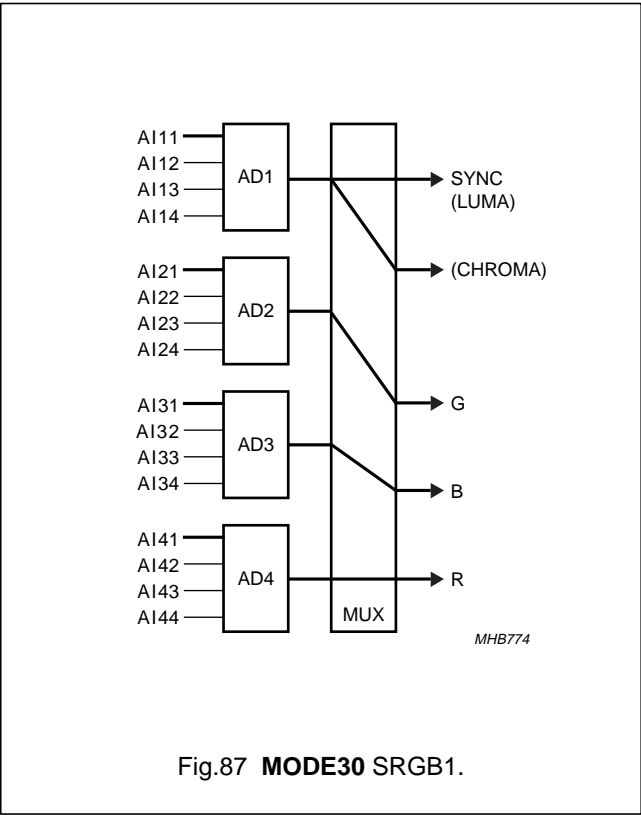 AI11
AI12
AI13
AI14
AD1
SYNC
(LUMA)
(CHROMA)
AI21
AI22
AI23
AI24
AD2
G
AI31
AI32
AI33
AI34
AD3
B
AI41
AI42
AI43
AI44
AD4
R
MUX
MHB774
Fig.87 MODE30 SRGB1.